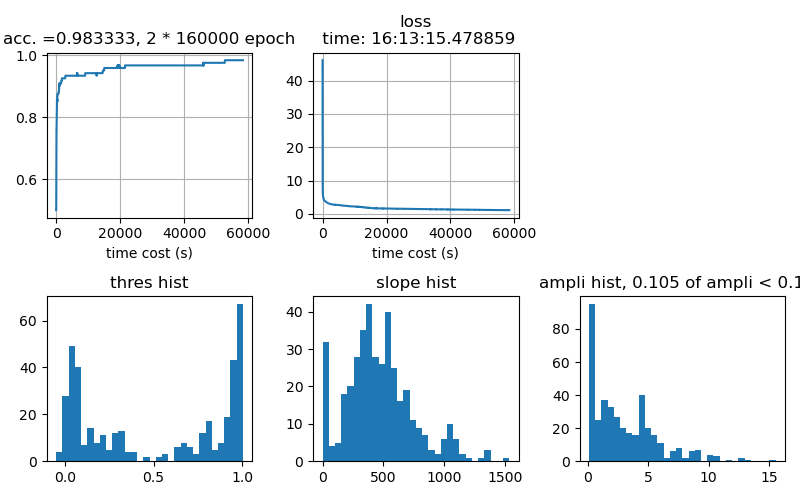 acc. =0.983333, 2 * 160000 epoch
1.0
0.8
0.6
0 20000 40000 60000
time cost (s)
loss
time: 16:13:15.478859
40
30
20
10
0
0 20000 40000 60000
time cost (s)
thres hist
60
40
20
0
0.0 0.5 1.0
slope hist
40
30
20
10
0
0 500 1000 1500
ampli hist, 0.105 of ampli < 0.1
80
60
40
20
0
0 5 10 15